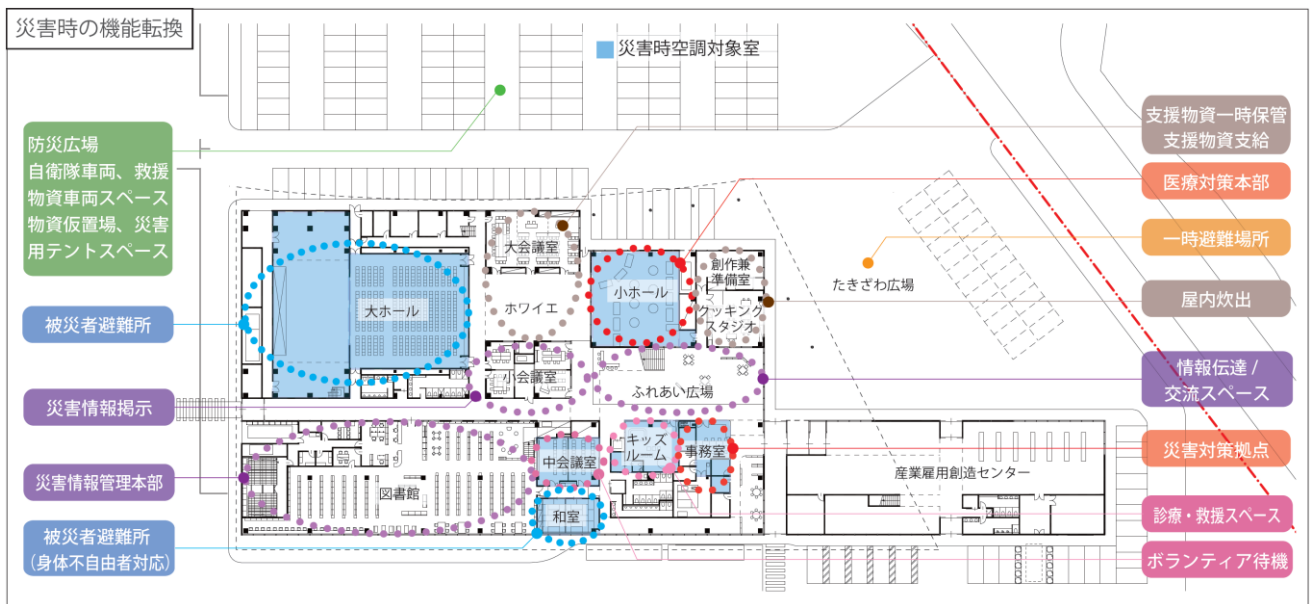 災害時の機能転換
災害時空調対象室
防災広場
自衛隊車両、救援
物資車両スペース
物資仮置場、災害
用テントスペース
被災者避難所
災害情報掲示
災害情報管理本部
被災者避難所
(身体不自由者対応)
大ホール
大会議室
ホワイエ
小会議室
小ホール
創作兼
準備室
クッキング
スタジオ
ふれあい広場
たきざわ広場
図書館
中会議室
和室
キッズ
ルーム
事務室
産業雇用創造センター
支援物資一時保管
支援物資支給
医療対策本部
一時避難場所
屋内炊出
情報伝達 /
交流スペース
災害対策拠点
診療・救援スペース
ボランティア待機